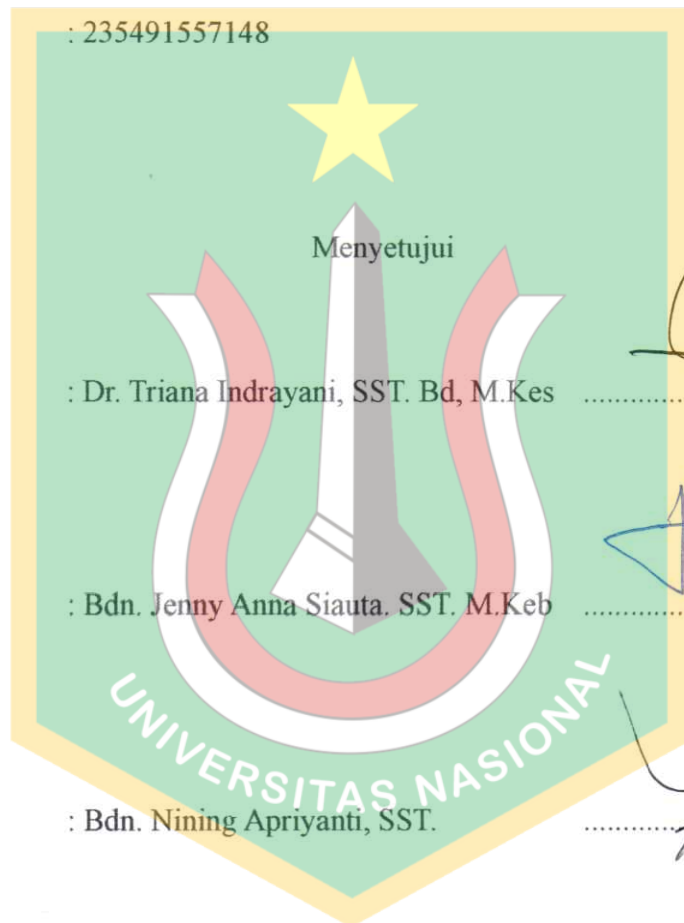 : 235491557148
Menyetujui
: Dr. Triana Indrayani, SST. Bd, M.Kes ..............
: Bdn. Jenny Anna Siauta. SST. M.Keb ..............
UNIVERSITAS NASIONAL
: Bdn. Nining Apriyanti, SST. ..............